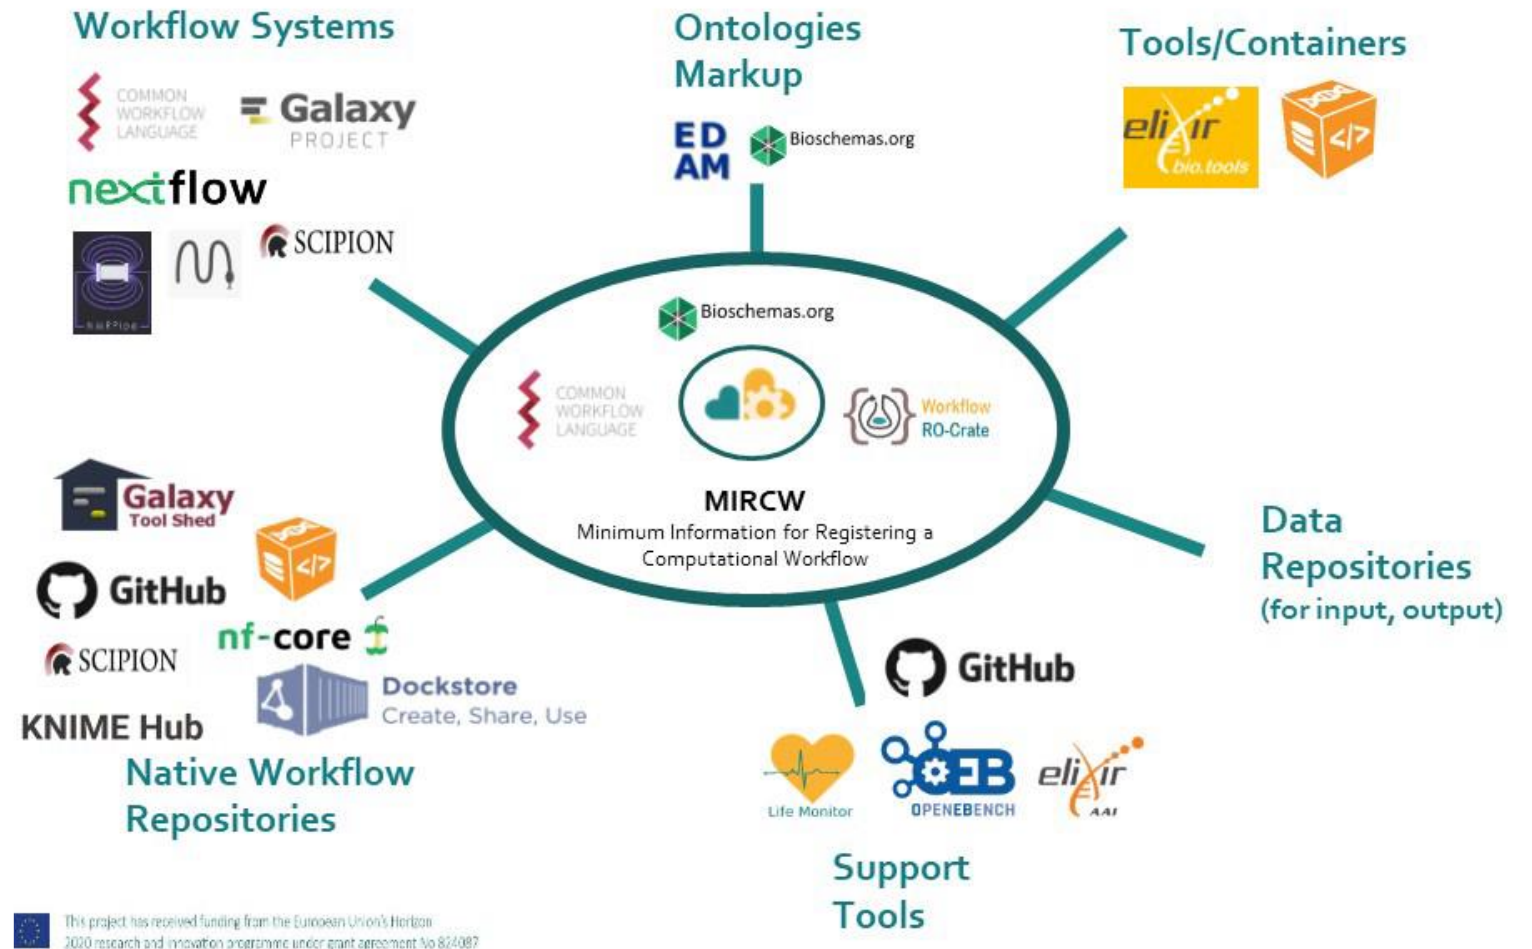 Workflow Systems
COMMON
WORKFLOW
LANGUAGE
Galaxy
PROJECT
nextflow
NMRPipe
SCIPION
Ontologies
Markup
ED
AM
Bioschemas.org
Tools/Containers
elixir
bio.tools
</>
Bioschemas.org
COMMON
WORKFLOW
LANGUAGE
Workflow
RO-Crate
MIRCW
Minimum Information for Registering a
Computational Workflow
Galaxy
Tool Shed
</>
GitHub
nf-core
SCIPION
Dockstore
Create, Share, Use
KNIME Hub
Native Workflow
Repositories
Data
Repositories
(for input, output)
GitHub
Life Monitor
OEB
OPENEBENCH
elixir
AAI
Support
Tools
This project has received funding from the European Union's Horizon
2020 research and innovation programme under grant agreement No 824087